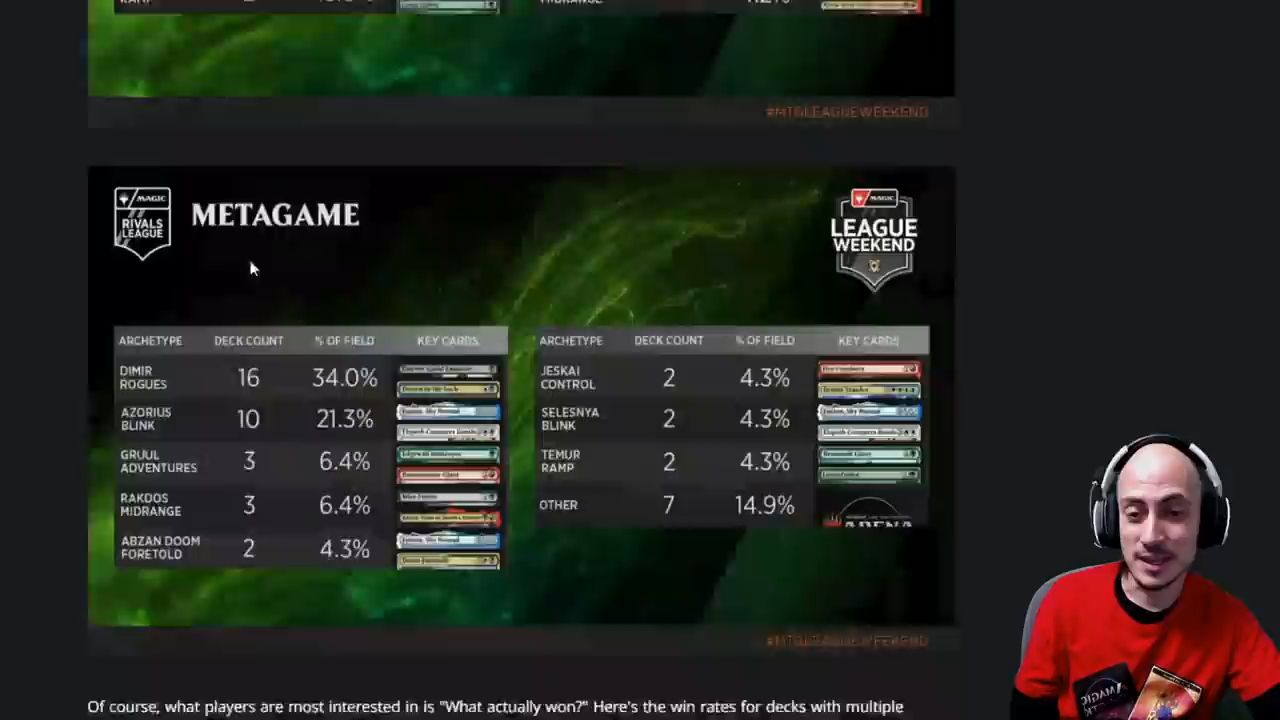 #MTGLEAGUEWEEKEND
MAGIC
RIVALS
LEAGUE
METAGAME
MAGIC
LEAGUE
WEEKEND
ARCHETYPE DECK COUNT % OF FIELD KEY CARDS
DIMIR ROGUES 16 34.0%
AZORIUS BLINK 10 21.3%
GRUUL ADVENTURES 3 6.4%
RAKDOS MIDRANGE 3 6.4%
ABZAN DOOM FORETOLD 2 4.3%
ARCHETYPE DECK COUNT % OF FIELD KEY CARDS
JESKAI CONTROL 2 4.3%
SELESNYA BLINK 2 4.3%
TEMUR RAMP 2 4.3%
OTHER 7 14.9%
ARENA
#MTGLEAGUEWEEKEND
Of course, what players are most interested in is "What actually won?" Here's the win rates for decks with multiple
MAGIC